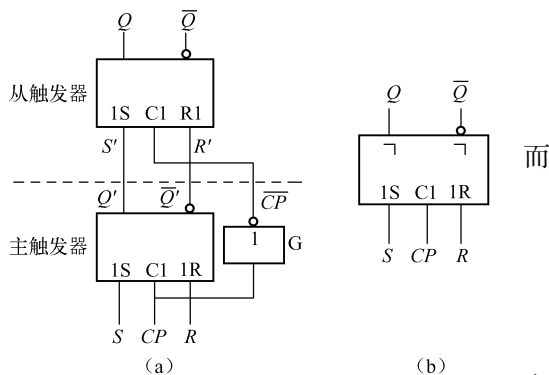 Q Q̅
从触发器
1S C1 R1
S′ R′
Q′ Q̅′ C̅P̅
主触发器
1 G
1S C1 1R
S CP R
(a)
Q Q̅
而
1S C1 1R
S CP R
(b)